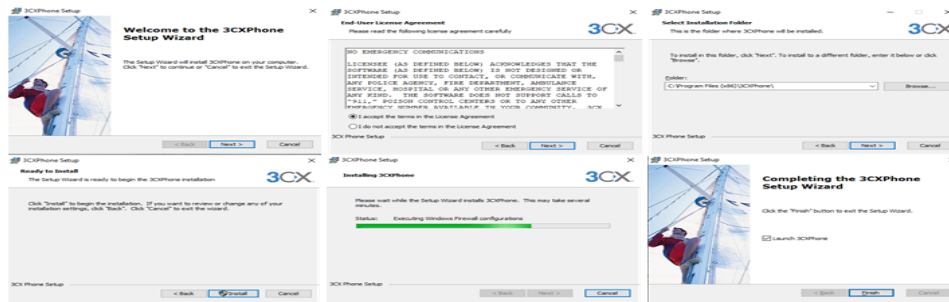 3CXPhone Setup
Welcome to the 3CXPhone
Setup Wizard
The Setup Wizard will install 3CXPhone on your computer.
Click "Next" to continue or "Cancel" to exit the Setup Wizard.
< Back
Next >
Cancel
3CXPhone Setup
End-User License Agreement
Please read the following license agreement carefully
3CX
NO EMERGENCY COMMUNICATIONS
LICENSEE (AS DEFINED BELOW) ACKNOWLEDGES THAT THE
SOFTWARE (AS DEFINED BELOW) IS NOT DESIGNED OR
INTENDED FOR USE TO CONTACT, OR COMMUNICATE WITH,
ANY POLICE AGENCY, FIRE DEPARTMENT, AMBULANCE
SERVICE, HOSPITAL OR ANY OTHER EMERGENCY SERVICE OF
ANY KIND. THE SOFTWARE DOES NOT SUPPORT CALLS TO
"911," POISON CONTROL CENTERS OR TO ANY OTHER
EMERGENCY NUMBER AVAILABLE IN YOUR COMMUNITY. 3CX
I accept the terms in the License Agreement
I do not accept the terms in the License Agreement
3CX Phone Setup
< Back
Next >
Cancel
3CXPhone Setup
Select Installation Folder
This is the folder where 3CXPhone will be installed.
3CX
To install in this folder, click "Next". To install to a different folder, enter it below or click
"Browse".
Folder:
C:\Program Files (x86)\3CXPhone\
Browse...
3CX Phone Setup
< Back
Next >
Cancel
3CXPhone Setup
Ready to Install
The Setup Wizard is ready to begin the 3CXPhone installation
3CX
Click "Install" to begin the installation. If you want to review or change any of your
installation settings, click "Back". Click "Cancel" to exit the wizard.
3CX Phone Setup
< Back
Install
Cancel
3CXPhone Setup
Installing 3CXPhone
3CX
Please wait while the Setup Wizard installs 3CXPhone. This may take several
minutes.
Status: Executing Windows Firewall configurations
3CX Phone Setup
< Back
Next >
Cancel
3CXPhone Setup
Completing the 3CXPhone
Setup Wizard
Click the "Finish" button to exit the Setup Wizard.
Launch 3CXPhone
< Back
Finish
Cancel